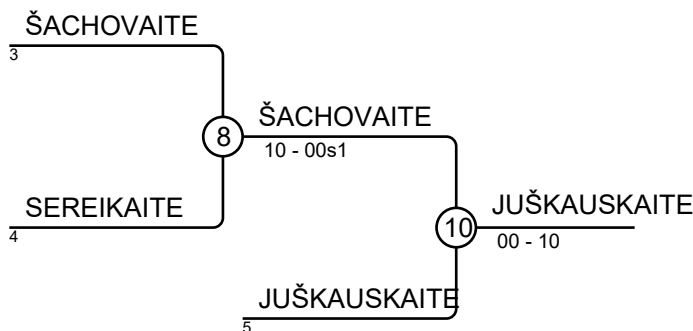 ŠACHOVAITE
3
8
ŠACHOVAITE
10 - 00s1
SEREIKAITE
4
10
JUŠKAUSKAITE
00 - 10
JUŠKAUSKAITE
5